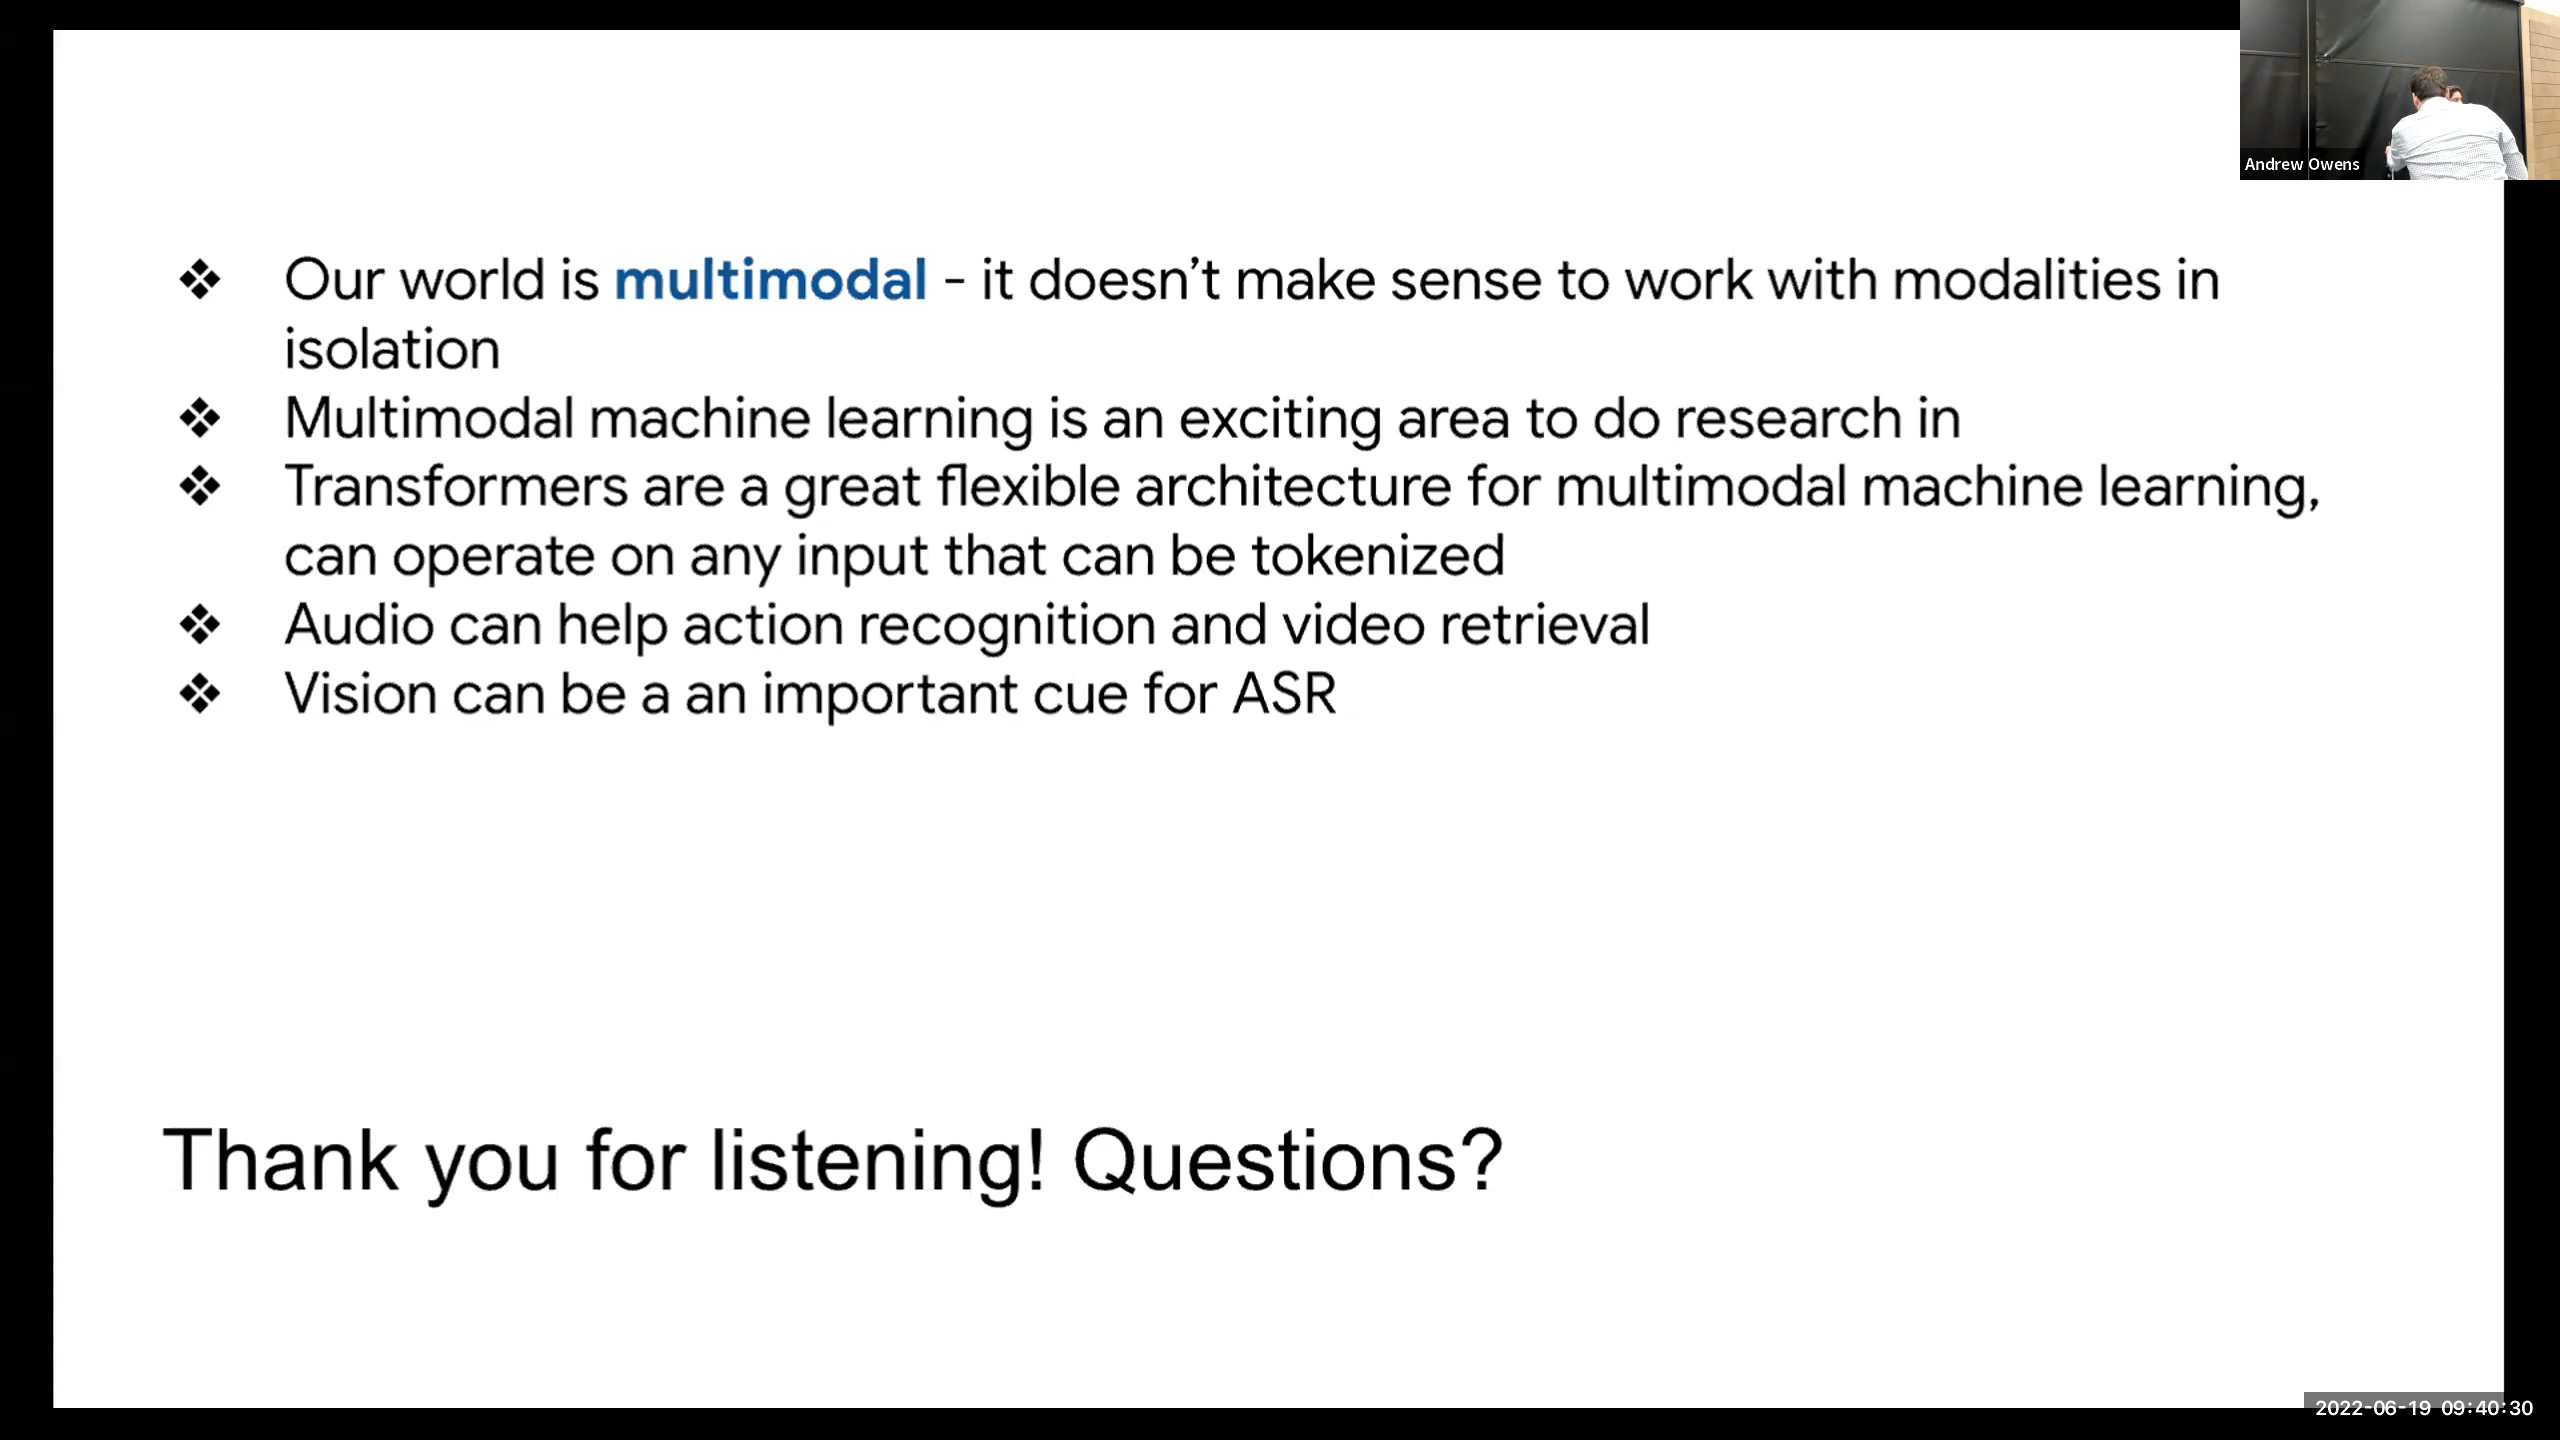 Andrew Owens
❖ Our world is multimodal - it doesn't make sense to work with modalities in
isolation
❖ Multimodal machine learning is an exciting area to do research in
❖ Transformers are a great flexible architecture for multimodal machine learning,
can operate on any input that can be tokenized
❖ Audio can help action recognition and video retrieval
❖ Vision can be a an important cue for ASR
Thank you for listening! Questions?
2022-06-19 09:40:30